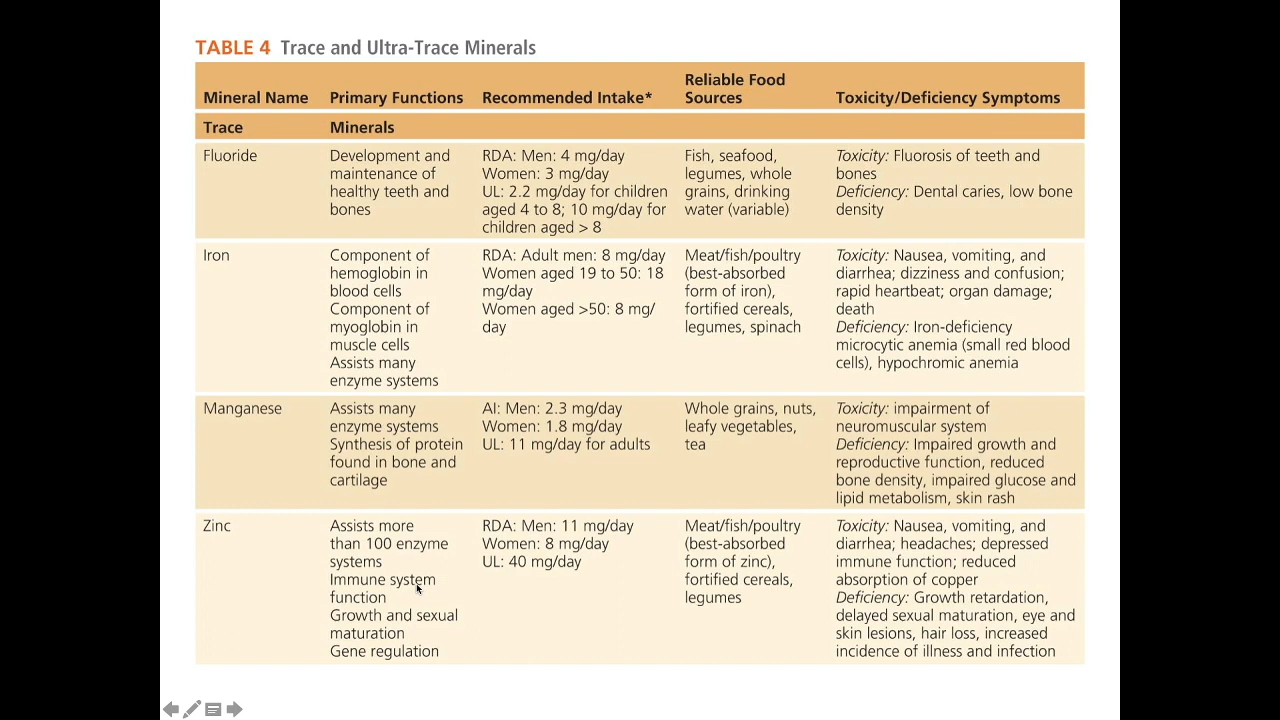 TABLE 4 Trace and Ultra-Trace Minerals
Mineral Name
Primary Functions
Recommended Intake*
Reliable Food
Sources
Toxicity/Deficiency Symptoms
Trace
Minerals
Fluoride
Development and
maintenance of
healthy teeth and
bones
RDA: Men: 4 mg/day
Women: 3 mg/day
UL: 2.2 mg/day for children
aged 4 to 8; 10 mg/day for
children aged > 8
Fish, seafood,
legumes, whole
grains, drinking
water (variable)
Toxicity: Fluorosis of teeth and
bones
Deficiency: Dental caries, low bone
density
Iron
Component of
hemoglobin in
blood cells
Component of
myoglobin in
muscle cells
Assists many
enzyme systems
RDA: Adult men: 8 mg/day
Women aged 19 to 50: 18
mg/day
Women aged >50: 8 mg/
day
Meat/fish/poultry
(best-absorbed
form of iron),
fortified cereals,
legumes, spinach
Toxicity: Nausea, vomiting, and
diarrhea; dizziness and confusion;
rapid heartbeat; organ damage;
death
Deficiency: Iron-deficiency
microcytic anemia (small red blood
cells), hypochromic anemia
Manganese
Assists many
enzyme systems
Synthesis of protein
found in bone and
cartilage
AI: Men: 2.3 mg/day
Women: 1.8 mg/day
UL: 11 mg/day for adults
Whole grains, nuts,
leafy vegetables,
tea
Toxicity: impairment of
neuromuscular system
Deficiency: Impaired growth and
reproductive function, reduced
bone density, impaired glucose and
lipid metabolism, skin rash
Zinc
Assists more
than 100 enzyme
systems
Immune system
function
Growth and sexual
maturation
Gene regulation
RDA: Men: 11 mg/day
Women: 8 mg/day
UL: 40 mg/day
Meat/fish/poultry
(best-absorbed
form of zinc),
fortified cereals,
legumes
Toxicity: Nausea, vomiting, and
diarrhea; headaches; depressed
immune function; reduced
absorption of copper
Deficiency: Growth retardation,
delayed sexual maturation, eye and
skin lesions, hair loss, increased
incidence of illness and infection